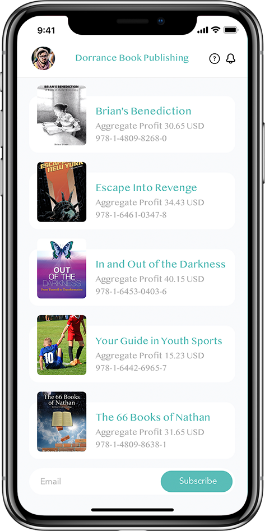 9:41
Dorrance Book Publishing
BRIAN'S BENEDICTION
Brian's Benediction
Aggregate Profit 30.65 USD
978-1-4809-8268-0
NEW YORK
Escape Into Revenge
Aggregate Profit 34.43 USD
978-1-6461-0347-8
OUT
OF THE
DARKNESS
In and Out of the Darkness
Aggregate Profit 40.15 USD
978-1-6453-0403-6
10
Your Guide in Youth Sports
Aggregate Profit 15.23 USD
978-1-6442-6965-7
The 66 Books of
Nathan
The 66 Books of Nathan
Aggregate Profit 31.65 USD
978-1-4809-8638-1
Email
Subscribe